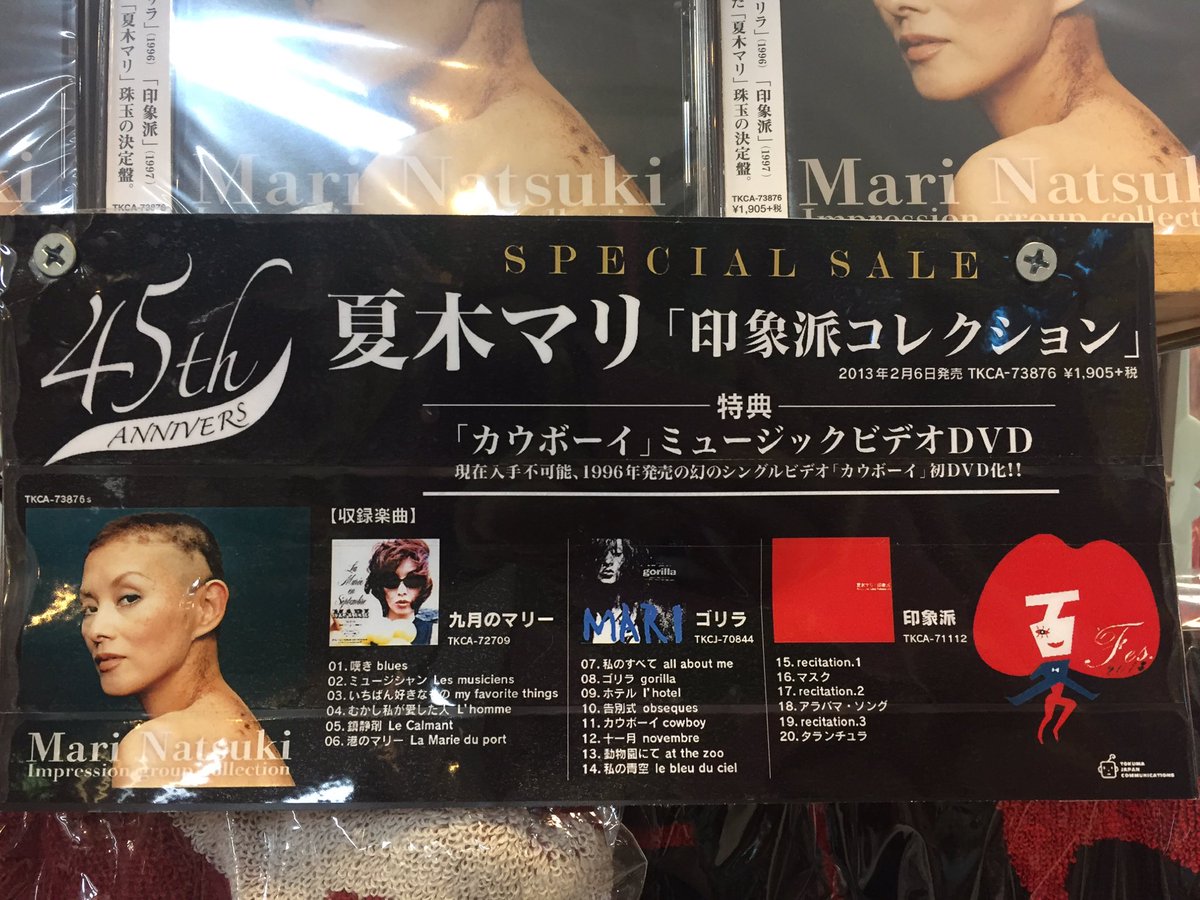 リラ」(1996)「印象派」(1997)
「夏木マリ」珠玉の決定盤。
TKCA-73876
Mari Natsuki
リラ」(1996)「印象派」(1997)
た「夏木マリ」珠玉の決定盤。
TKCA-73876
¥1,905+税
Mari Natsu
Impression group collect
SPECIAL SALE
45th
ANNIVERS
夏木マリ「印象派コレクション」
2013年2月6日発売 TKCA-73876 ¥1,905+税
特典
「カウボーイ」ミュージックビデオDVD
現在入手不可能、1996年発売の幻のシングルビデオ「カウボーイ」初DVD化!!
TKCA-73876s
Mari Natsuki
Impression group collection
【収録楽曲】
La Marie en Septembre
MARI
九月のマリー
TKCA-72709
01.嘆き blues
02.ミュージシャン Les musiciens
03.いちばん好きなもの my favorite things
04.むかし私が愛した人 L'homme
05.鎮静剤 Le Calmant
06.港のマリー La Marie du port
gorilla
MARI
ゴリラ
TKCJ-70844
07.私のすべて all about me
08.ゴリラ gorilla
09.ホテル l'hotel
10.告別式 obseques
11.カウボーイ cowboy
12.十一月 novembre
13.動物園にて at the zoo
14.私の青空 le bleu du ciel
印象派
TKCA-71112
15.recitation.1
16.マスク
17.recitation.2
18.アラバマ・ソング
19.recitation.3
20.タランチュラ
Fes.
TOKUMA
JAPAN
COMMUNICATIONS